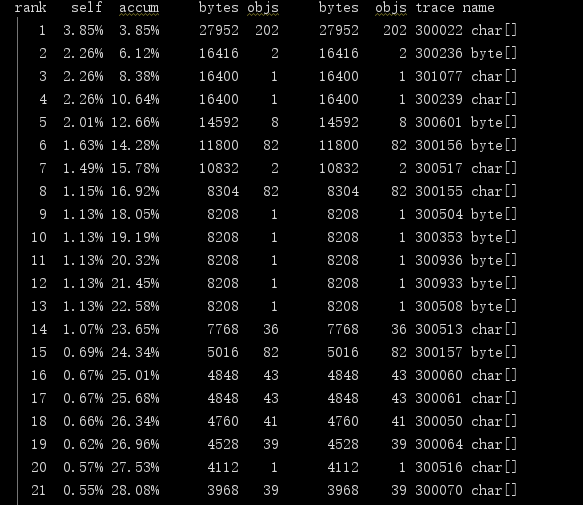 rank self accum bytes objs bytes objs trace name
1 3.85% 3.85% 27952 202 27952 202 300022 char[]
2 2.26% 6.12% 16416 2 16416 2 300236 byte[]
3 2.26% 8.38% 16400 1 16400 1 301077 char[]
4 2.26% 10.64% 16400 1 16400 1 300239 char[]
5 2.01% 12.66% 14592 8 14592 8 300601 byte[]
6 1.63% 14.28% 11800 82 11800 82 300156 byte[]
7 1.49% 15.78% 10832 2 10832 2 300517 char[]
8 1.15% 16.92% 8304 82 8304 82 300155 char[]
9 1.13% 18.05% 8208 1 8208 1 300504 byte[]
10 1.13% 19.19% 8208 1 8208 1 300353 byte[]
11 1.13% 20.32% 8208 1 8208 1 300936 byte[]
12 1.13% 21.45% 8208 1 8208 1 300933 byte[]
13 1.13% 22.58% 8208 1 8208 1 300508 byte[]
14 1.07% 23.65% 7768 36 7768 36 300513 char[]
15 0.69% 24.34% 5016 82 5016 82 300157 byte[]
16 0.67% 25.01% 4848 43 4848 43 300060 char[]
17 0.67% 25.68% 4848 43 4848 43 300061 char[]
18 0.66% 26.34% 4760 41 4760 41 300050 char[]
19 0.62% 26.96% 4528 39 4528 39 300064 char[]
20 0.57% 27.53% 4112 1 4112 1 300516 char[]
21 0.55% 28.08% 3968 39 3968 39 300070 char[]